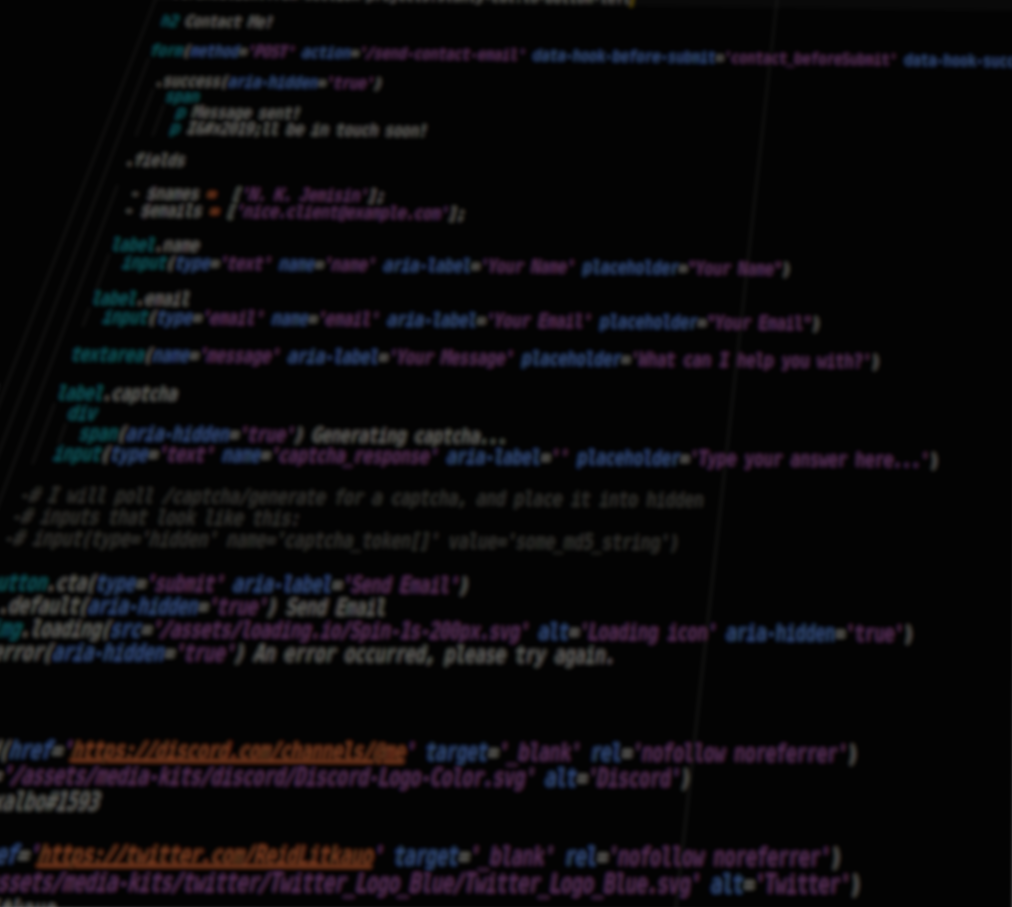 h2 Contact Me!
form(method='POST' action='/send-contact-email' data-hook-before-submit='contact_beforeSubmit' data-hook-succ
.success(aria-hidden='true')
span
p Message sent!
p I&#x2019;ll be in touch soon!
.fields
- $names = ['N. K. Jemisin'];
- $emails = ['nice.client@example.com'];
label.name
input(type='text' name='name' aria-label='Your Name' placeholder="Your Name")
label.email
input(type='email' name='email' aria-label='Your Email' placeholder="Your Email")
textarea(name='message' aria-label='Your Message' placeholder='What can I help you with?')
label.captcha
div
span(aria-hidden='true') Generating captcha...
input(type='text' name='captcha_response' aria-label='' placeholder='Type your answer here...')
-# I will poll /captcha/generate for a captcha, and place it into hidden
-# inputs that look like this:
-# input(type='hidden' name='captcha_token[]' value='some_md5_string')
utton.cta(type='submit' aria-label='Send Email')
.default(aria-hidden='true') Send Email
ng.loading(src='/assets/loading.io/Spin-1s-200px.svg' alt='Loading icon' aria-hidden='true')
error(aria-hidden='true') An error occurred, please try again.
(href='https://discord.com/channels/@me' target='_blank' rel='nofollow noreferrer')
='/assets/media-kits/discord/Discord-Logo-Color.svg' alt='Discord')
albo#1593
ef='https://twitter.com/ReidLitkaug' target='_blank' rel='nofollow noreferrer')
ssets/media-kits/twitter/Twitter_Logo_Blue/Twitter_Logo_Blue.svg' alt='Twitter')